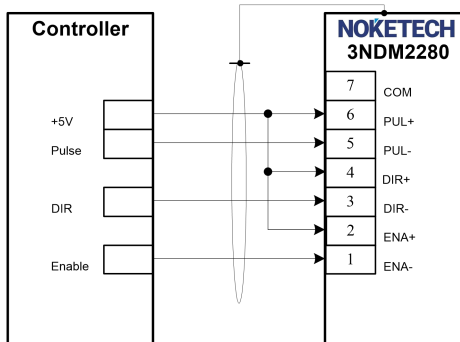 Controller
NOKETECH
3NDM2280
7 COM
+5V 6 PUL+
Pulse 5 PUL-
4 DIR+
DIR 3 DIR-
2 ENA+
Enable 1 ENA-